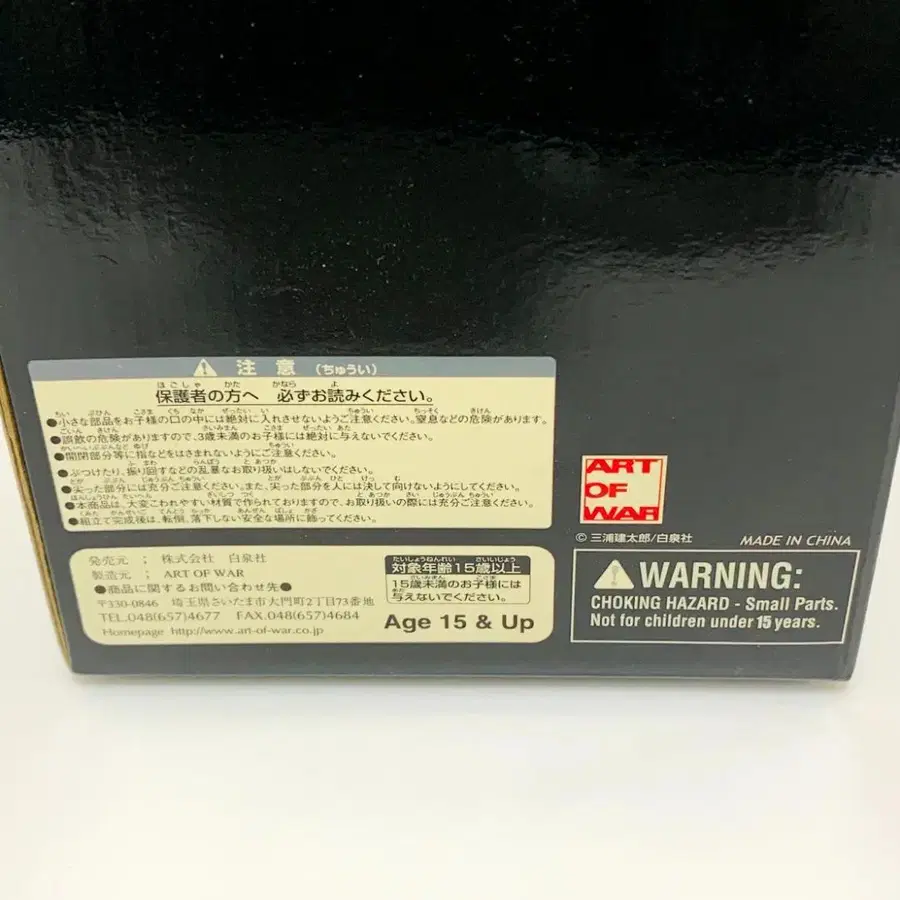 注意(ちゅうい)
保護者の方へ 必ずお読みください。
●小さな部品をお子様の口の中には絶対に入れさせないようご注意ください。窒息などの危険があります。
●誤飲の危険がありますので、3歳未満のお子様には絶対に与えないでください。
●開閉部分等に指などをはさまれないようご注意ください。
●ぶつけたり、振り回すなどの乱暴なお取り扱いはしないでください。
●尖った部分には充分ご注意ください。また、尖った部分を人には決して向けないようにしてください。
●本商品は、大変こわれやすい材質で作られておりますので、お取り扱いの際には充分ご注意ください。
●組立て完成後は、転倒、落下しない安全な場所に飾ってください。
発売元 ; 株式会社 白泉社
製造元 ; ART OF WAR
●商品に関するお問い合わせ先●
〒330-0846 埼玉県さいたま市大門町2丁目73番地
TEL.048(657)4677 FAX.048(657)4684
Homepage http://www.art-of-war.co.jp
対象年齢15歳以上
15歳未満のお子様には
与えないでください。
Age 15 & Up
ART
OF
WAR
© 三浦建太郎/白泉社
MADE IN CHINA
WARNING:
CHOKING HAZARD - Small Parts.
Not for children under 15 years.